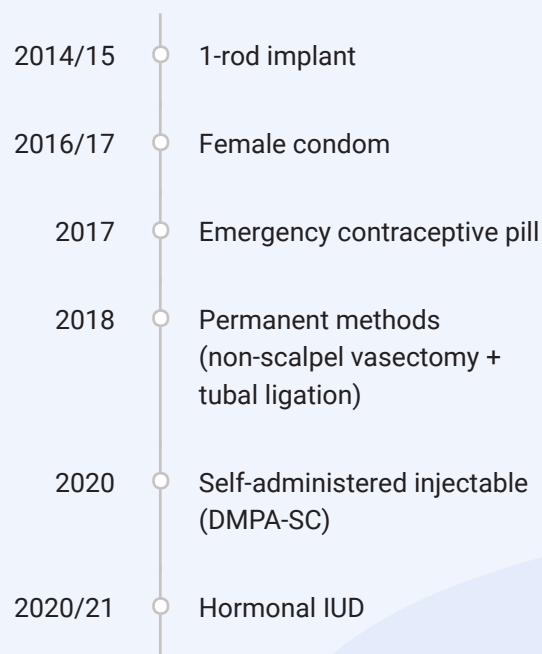 2014/15 1-rod implant
2016/17 Female condom
2017 Emergency contraceptive pill
2018 Permanent methods
(non-scalpel vasectomy +
tubal ligation)
2020 Self-administered injectable
(DMPA-SC)
2020/21 Hormonal IUD